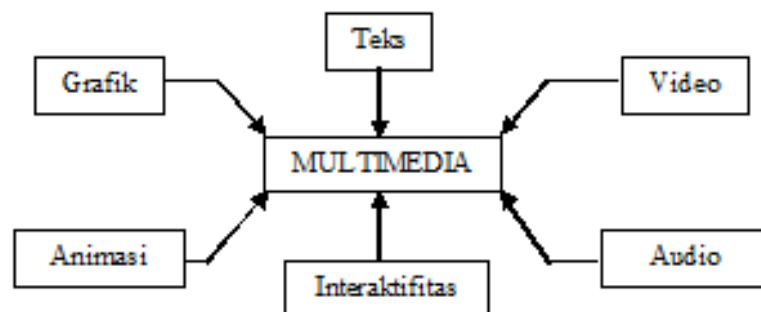 Teks
Grafik
Video
MULTIMEDIA
Animasi
Audio
Interaktifitas